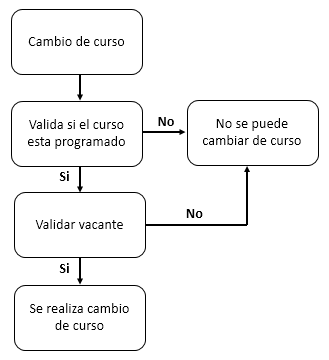 Cambio de curso
Valida si el curso
esta programado
No
No se puede
cambiar de curso
Si
Validar vacante
No
Si
Se realiza cambio
de curso